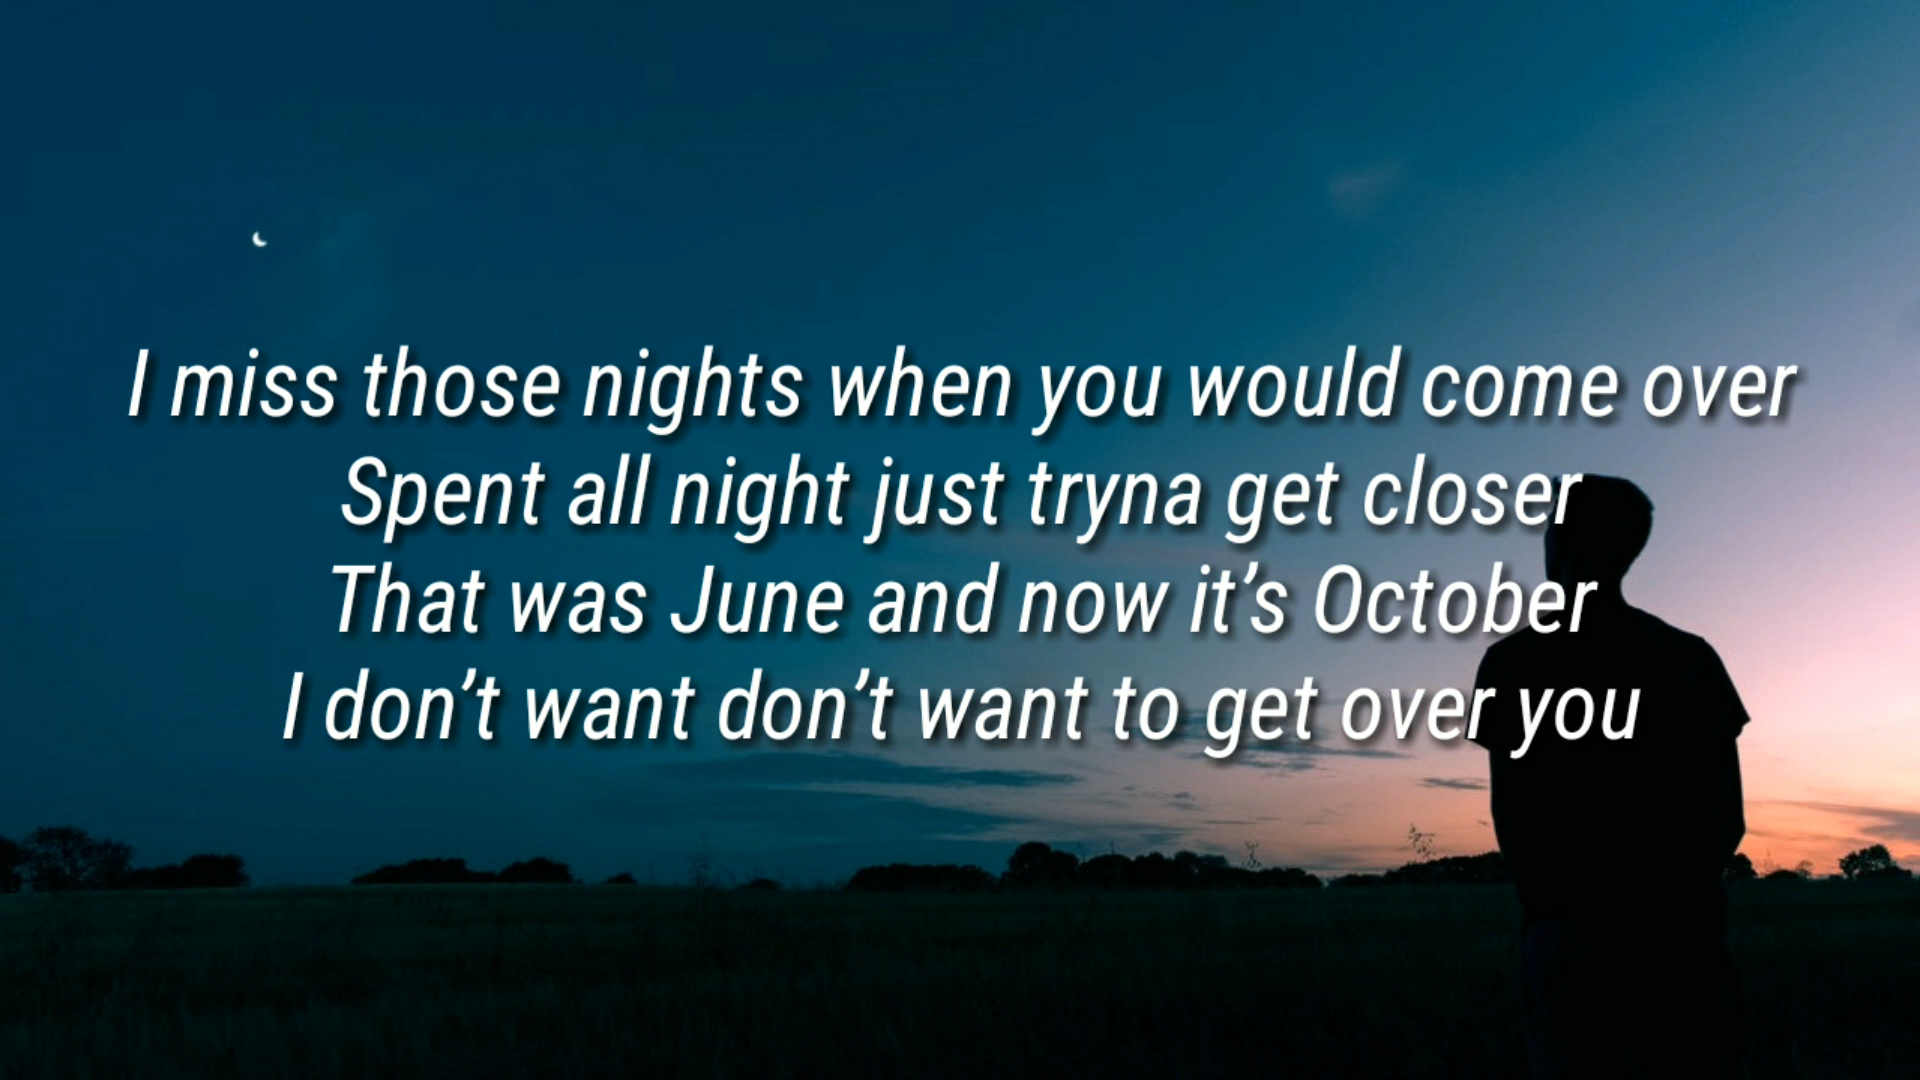 I miss those nights when you would come over
Spent all night just tryna get closer
That was June and now it’s October
I don’t want don’t want to get over you